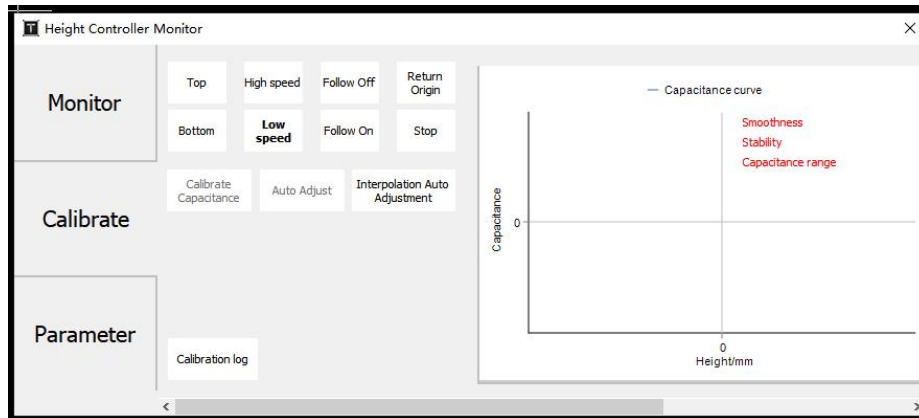 T Height Controller Monitor
Monitor
Calibrate
Parameter
Top
High speed
Follow Off
Return
Origin
Bottom
Low
speed
Follow On
Stop
Calibrate
Capacitance
Auto Adjust
Interpolation Auto
Adjustment
Calibration log
Capacitance curve
Smoothness
Stability
Capacitance range
Capacitance
0
0
Height/mm